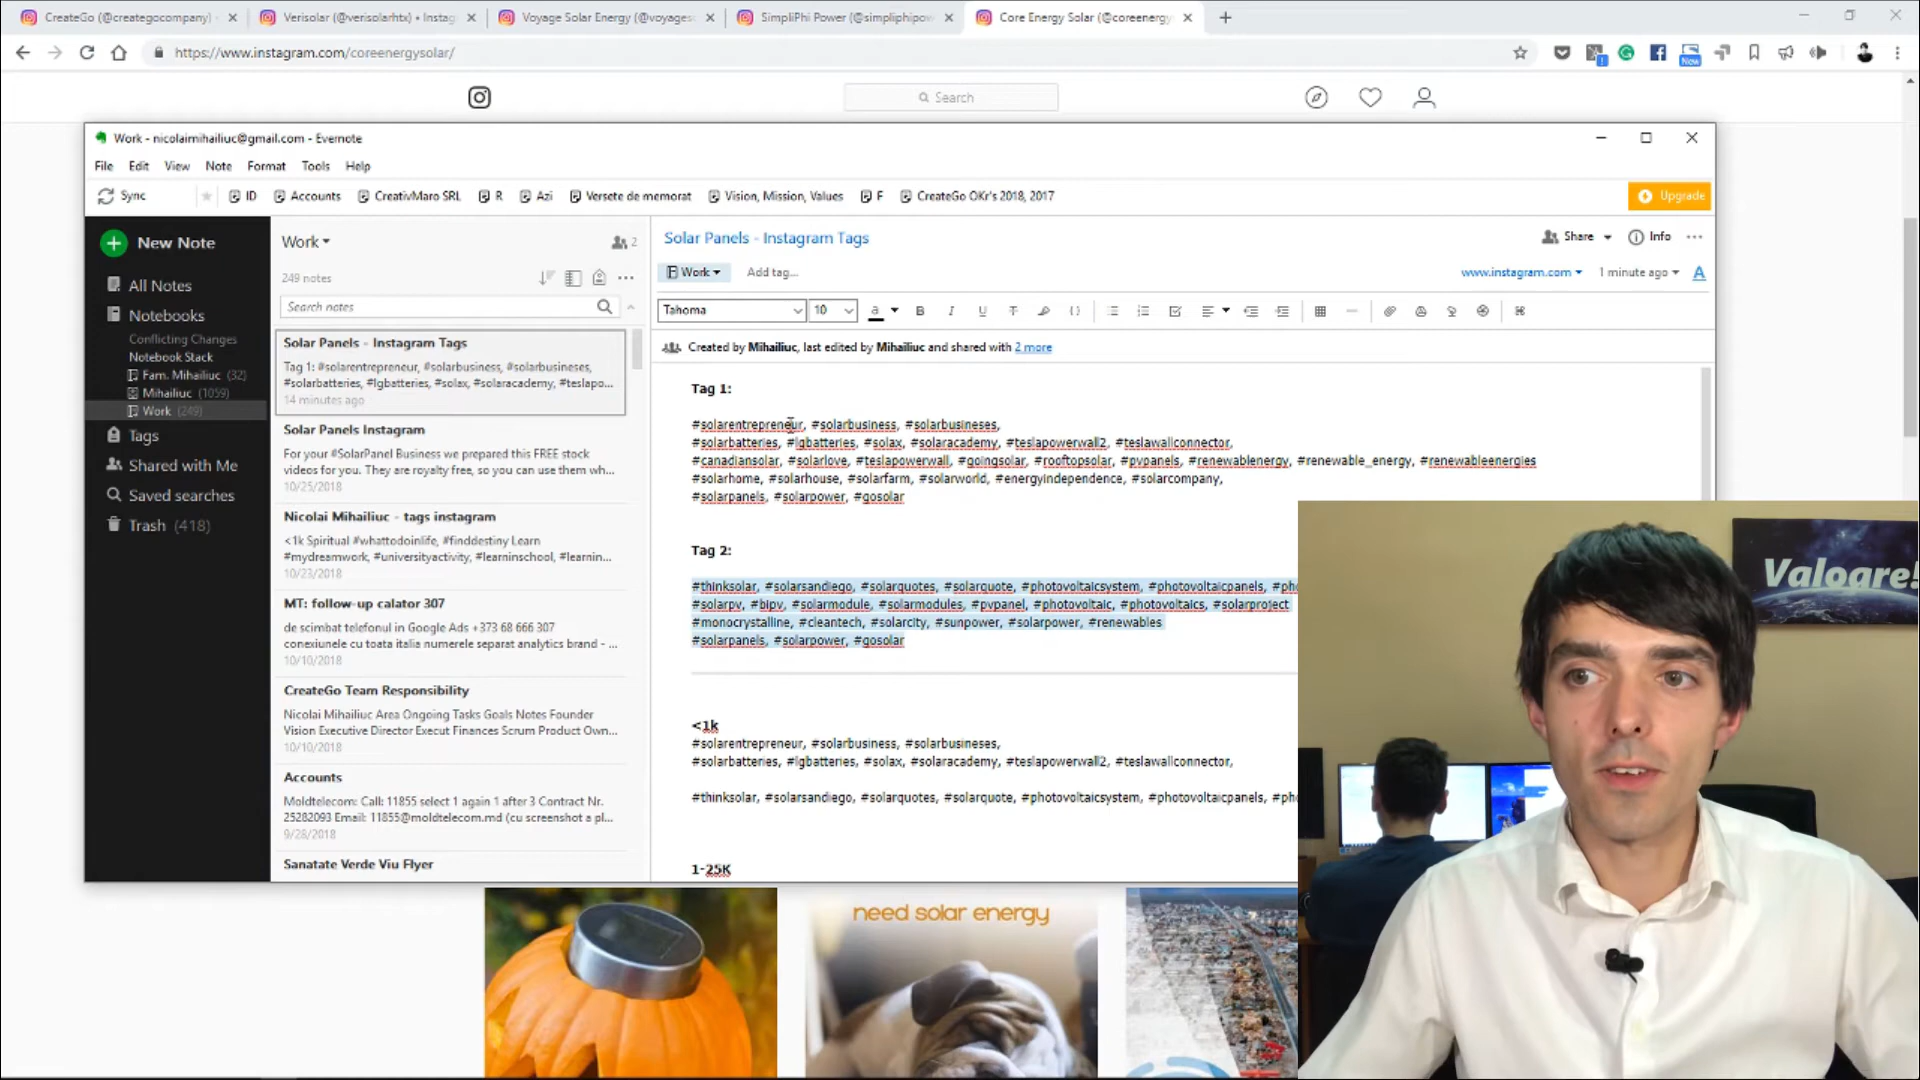 CreateGo (@creategocompany)
Verisolar (@verisolarhtx) • Instag
Voyage Solar Energy (@voyages
SimpliPhi Power (@simpliphipow
Core Energy Solar (@coreenergy
https://www.instagram.com/coreenergysolar/
New
Search
Work - nicolaimihailiuc@gmail.com - Evernote
File Edit View Note Format Tools Help
Sync ID Accounts CreativMaro SRL R Azi Versete de memorat Vision, Mission, Values F CreateGo OKr's 2018, 2017
Upgrade
New Note
All Notes
Notebooks
Conflicting Changes
Notebook Stack
Fam. Mihailiuc (32)
Mihailiuc (1059)
Work (249)
Tags
Shared with Me
Saved searches
Trash (418)
Work
2
249 notes
Search notes
Solar Panels - Instagram Tags
Tag 1: #solarentrepreneur, #solarbusiness, #solarbusineses,
#solarbatteries, #lgbatteries, #solax, #solaracademy, #teslapo...
14 minutes ago
Solar Panels Instagram
For your #SolarPanel Business we prepared this FREE stock
videos for you. They are royalty free, so you can use them wh...
10/25/2018
Nicolai Mihailiuc - tags instagram
<1k Spiritual #whattodoinlife, #finddestiny Learn
#mydreamwork, #universityactivity, #learninschool, #learnin...
10/23/2018
MT: follow-up calator 307
de scimbat telefonul in Google Ads +373 68 666 307
conexiunele cu toata italia numerele separat analytics brand - ...
10/10/2018
CreateGo Team Responsibility
Nicolai Mihailiuc Area Ongoing Tasks Goals Notes Founder
Vision Executive Director Execut Finances Scrum Product Own...
10/10/2018
Accounts
Moldtelecom: Call: 11855 select 1 again 1 after 3 Contract Nr.
25282093 Email: 11855@moldtelecom.md (cu screenshot a pl...
9/28/2018
Sanatate Verde Viu Flyer
Solar Panels - Instagram Tags
Share Info
Work Add tag...
www.instagram.com 1 minute ago
Tahoma 10
Created by Mihailiuc, last edited by Mihailiuc and shared with 2 more
Tag 1:
#solarentrepreneur, #solarbusiness, #solarbusineses,
#solarbatteries, #lgbatteries, #solax, #solaracademy, #teslapowerwall2, #teslawallconnector,
#canadiansolar, #solarlove, #teslapowerwall, #goingsolar, #rooftopsolar, #pvpanels, #renewablenergy, #renewable_energy, #renewableenergies
#solarhome, #solarhouse, #solarfarm, #solarworld, #energyindependence, #solarcompany,
#solarpanels, #solarpower, #gosolar
Tag 2:
#thinksolar, #solarsandiego, #solarquotes, #solarquote, #photovoltaicsystem, #photovoltaicpanels, #pho
#solarpv, #bipv, #solarmodule, #solarmodules, #pvpanel, #photovoltaic, #photovoltaics, #solarproject
#monocrystalline, #cleantech, #solarcity, #sunpower, #solarpower, #renewables
#solarpanels, #solarpower, #gosolar
<1k
#solarentrepreneur, #solarbusiness, #solarbusineses,
#solarbatteries, #lgbatteries, #solax, #solaracademy, #teslapowerwall2, #teslawallconnector,
#thinksolar, #solarsandiego, #solarquotes, #solarquote, #photovoltaicsystem, #photovoltaicpanels, #pho
1-25K
need solar energy
Valoare!